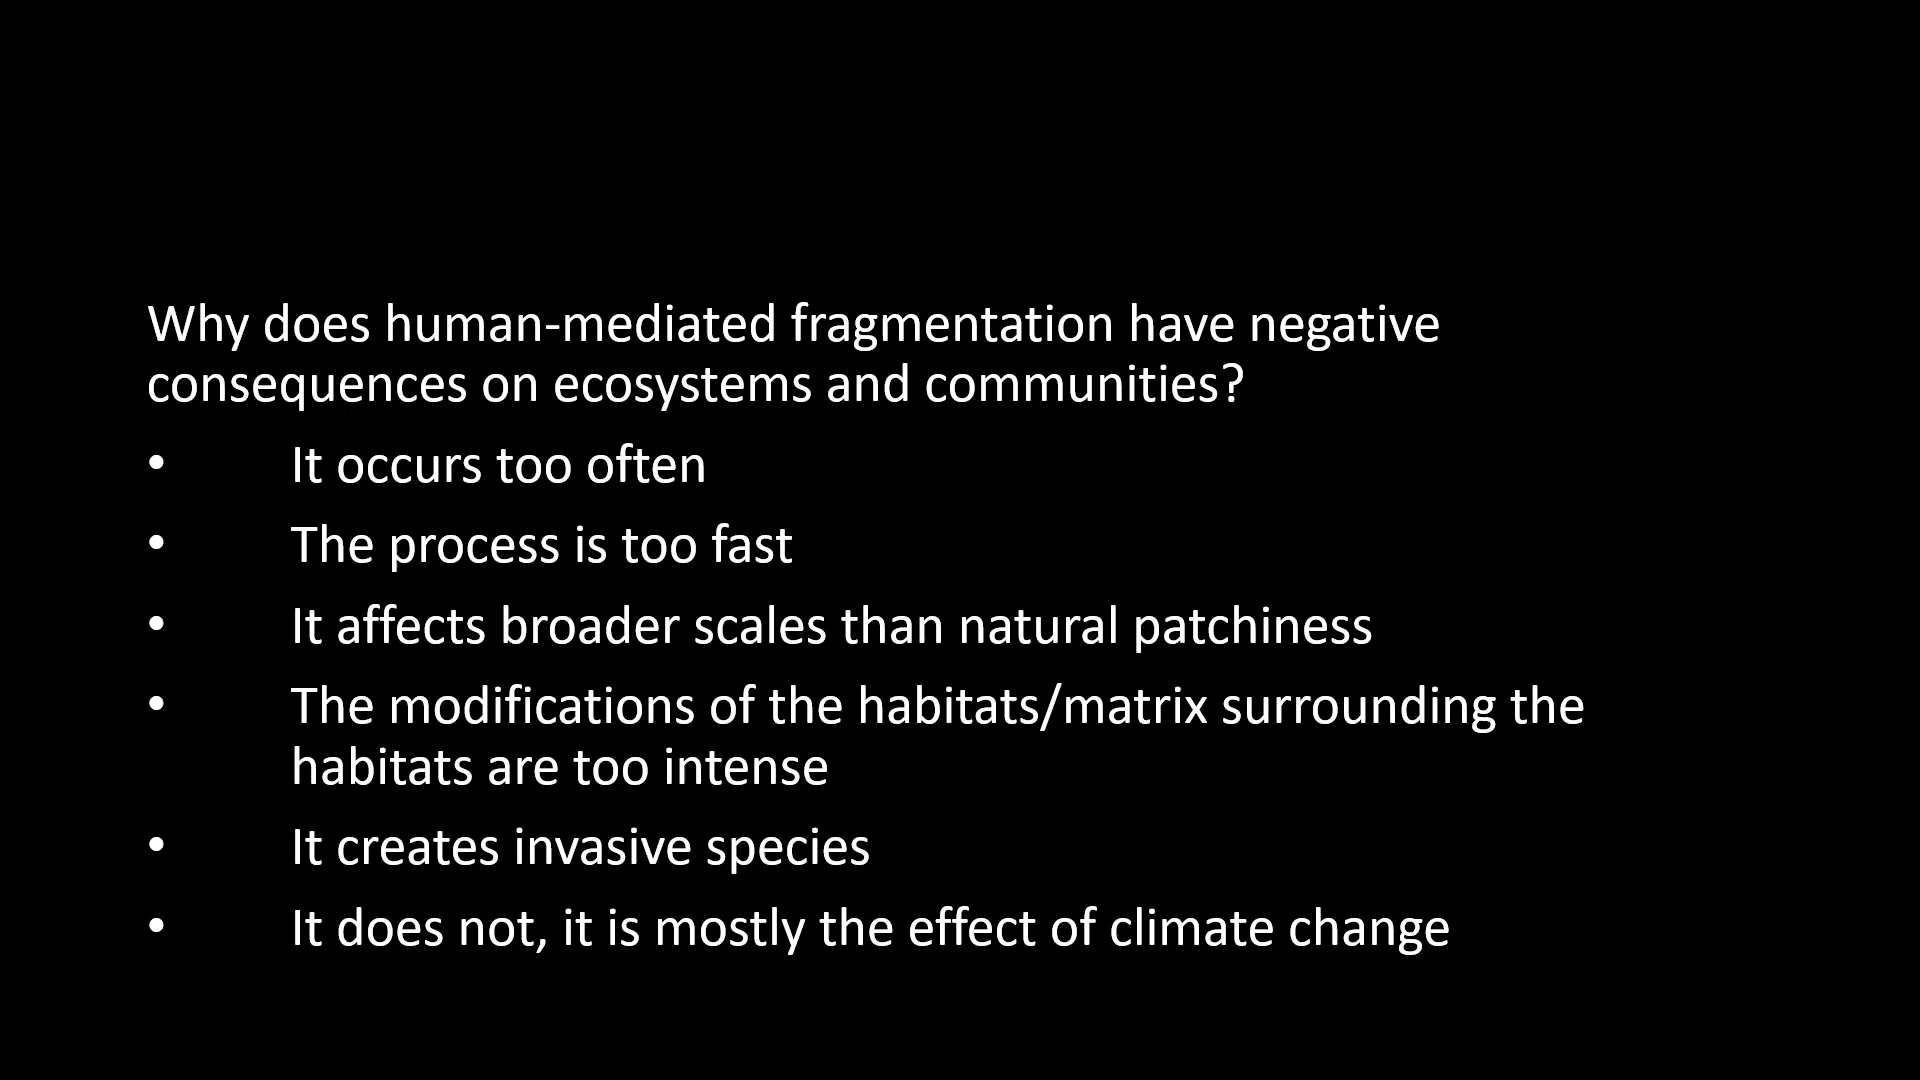 Why does human-mediated fragmentation have negative
consequences on ecosystems and communities?
• It occurs too often
• The process is too fast
• It affects broader scales than natural patchiness
• The modifications of the habitats/matrix surrounding the
habitats are too intense
• It creates invasive species
• It does not, it is mostly the effect of climate change